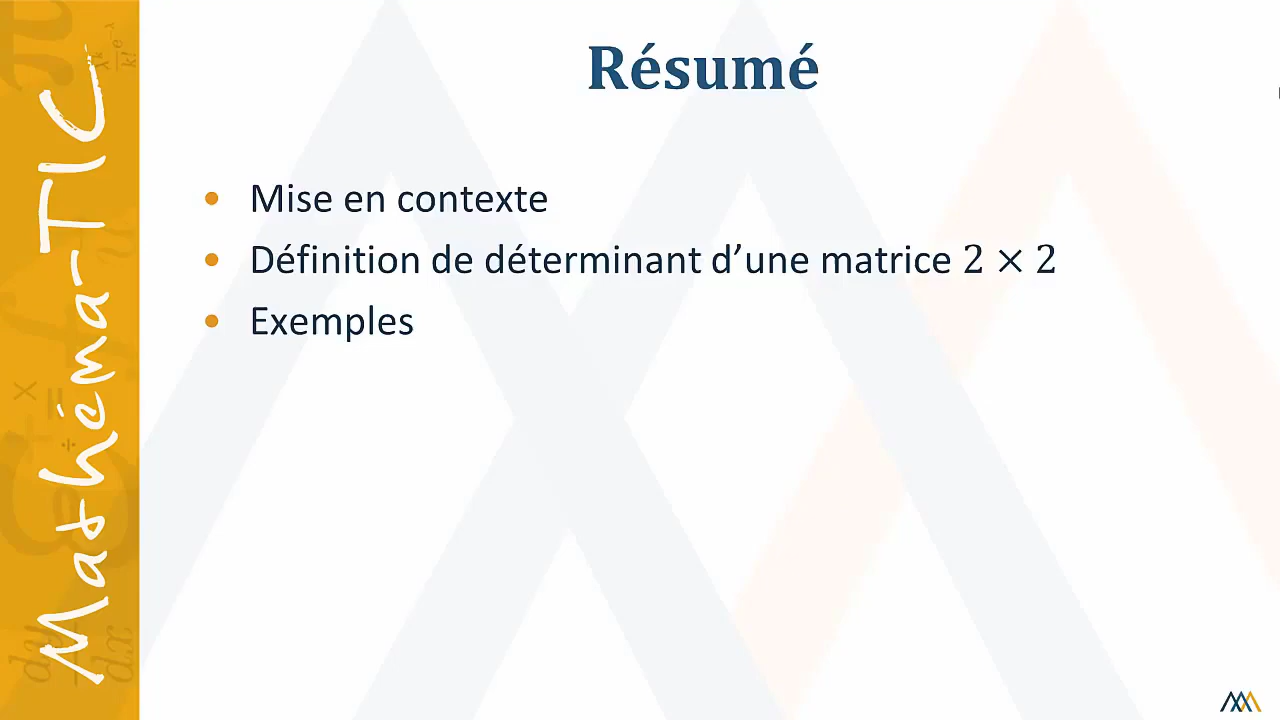 Mathéma-TIC
Résumé
• Mise en contexte
• Définition de déterminant d’une matrice 2 × 2
• Exemples